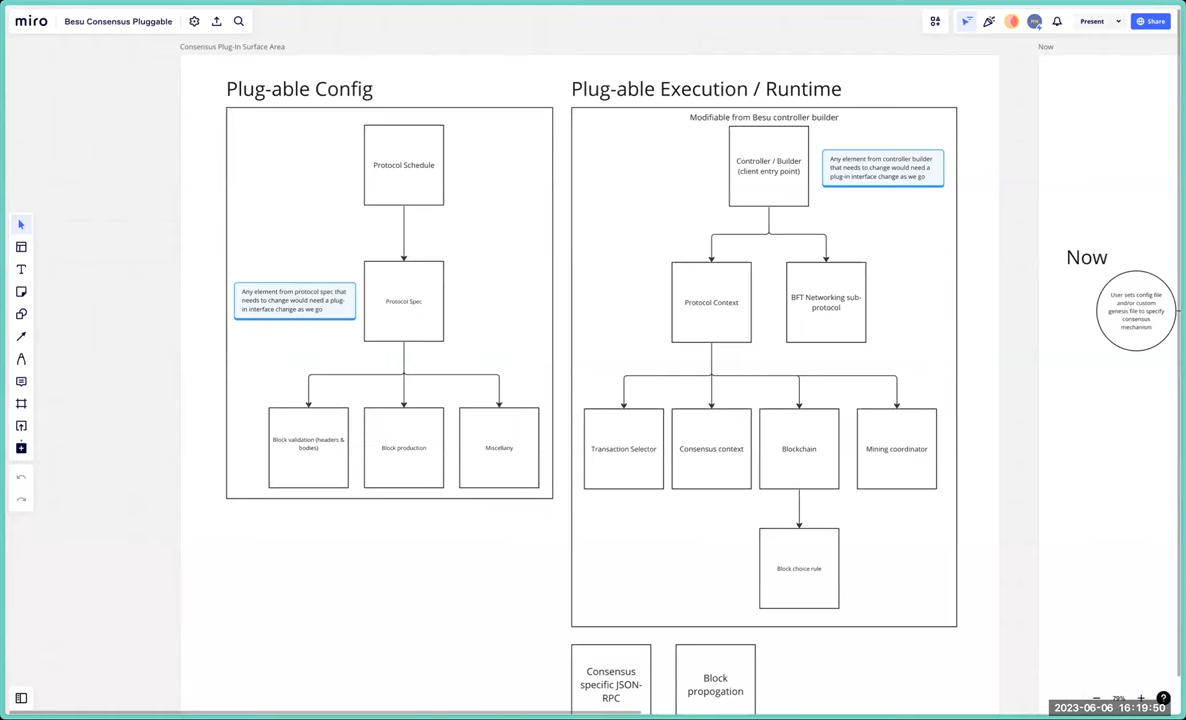 miro
Besu Consensus Pluggable
Present
Share
Consensus Plug-In Surface Area
Now
Plug-able Config
Protocol Schedule
Any element from protocol spec that
needs to change would need a plug-
in interface change as we go
Protocol Spec
Block validation (headers &
bodies)
Block production
Miscellany
Plug-able Execution / Runtime
Modifiable from Besu controller builder
Controller / Builder
(client entry point)
Any element from controller builder
that needs to change would need a
plug-in interface change as we go
Protocol Context
BFT Networking sub-
protocol
Transaction Selector
Consensus context
Blockchain
Mining coordinator
Block choice rule
Consensus
specific JSON-
RPC
Block
propogation
Now
User sets config file
and/or custom
genesis file to specify
consensus
mechanism
79%
2023-06-06 16:19:50